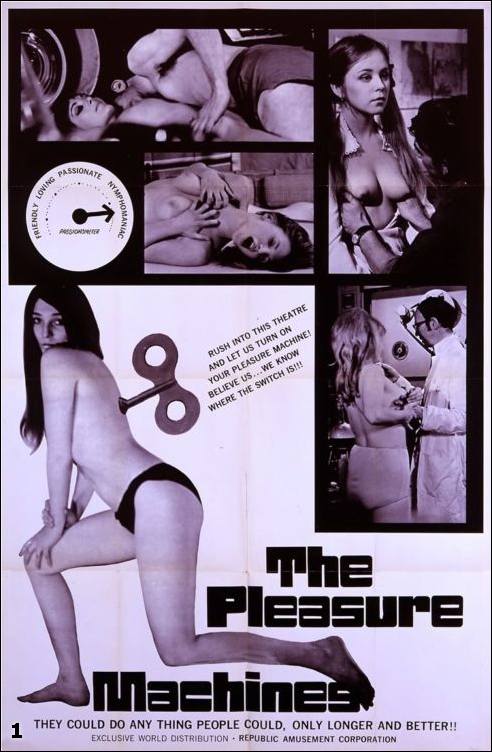 FRIENDLY LOVING PASSIONATE NYMPHOMANIAC
PASSIONSMETER
RUSH INTO THIS THEATRE
AND LET US TURN ON
YOUR PLEASURE MACHINE!
BELIEVE US...WE KNOW
WHERE THE SWITCH IS!!!
The
Pleasure
Machines
THEY COULD DO ANY THING PEOPLE COULD, ONLY LONGER AND BETTER!!
EXCLUSIVE WORLD DISTRIBUTION • REPUBLIC AMUSEMENT CORPORATION
1